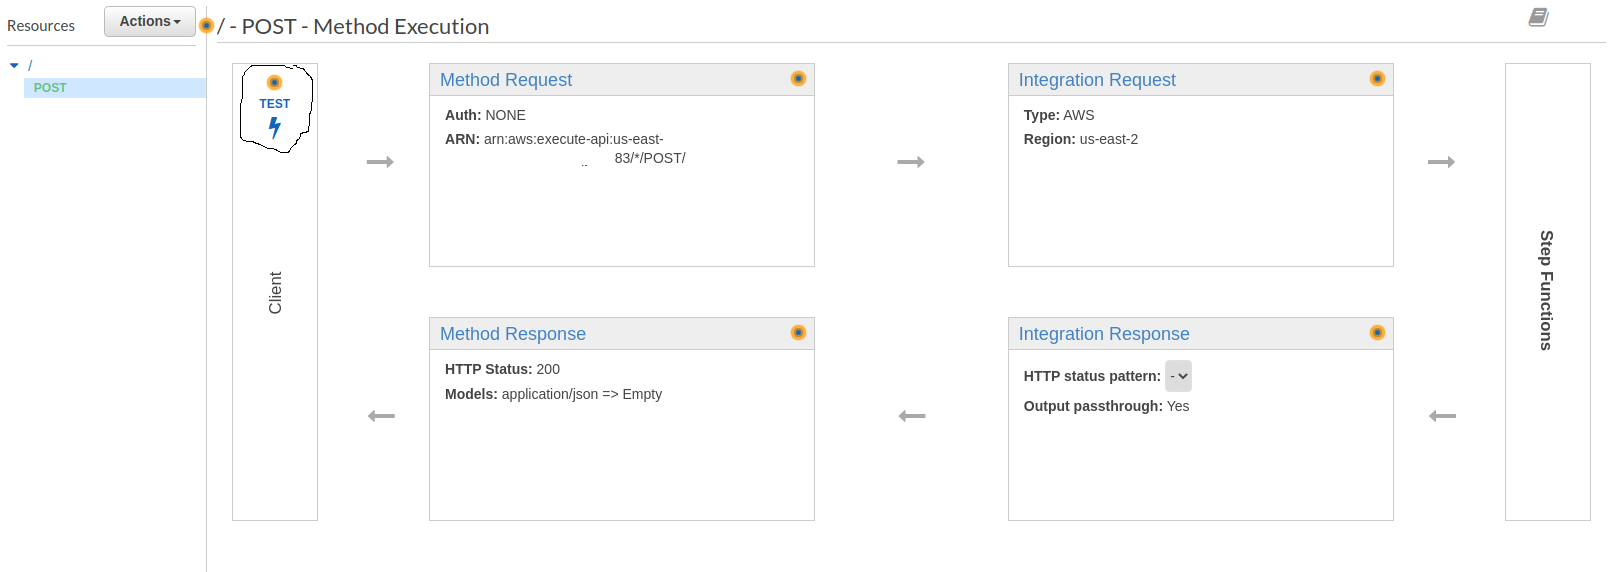 Resources
Actions
/ - POST - Method Execution
/
POST
TEST
Client
Method Request
Auth: NONE
ARN: arn:aws:execute-api:us-east-
83/*/POST/
Integration Request
Type: AWS
Region: us-east-2
Method Response
HTTP Status: 200
Models: application/json => Empty
Integration Response
HTTP status pattern: -
Output passthrough: Yes
Step Functions